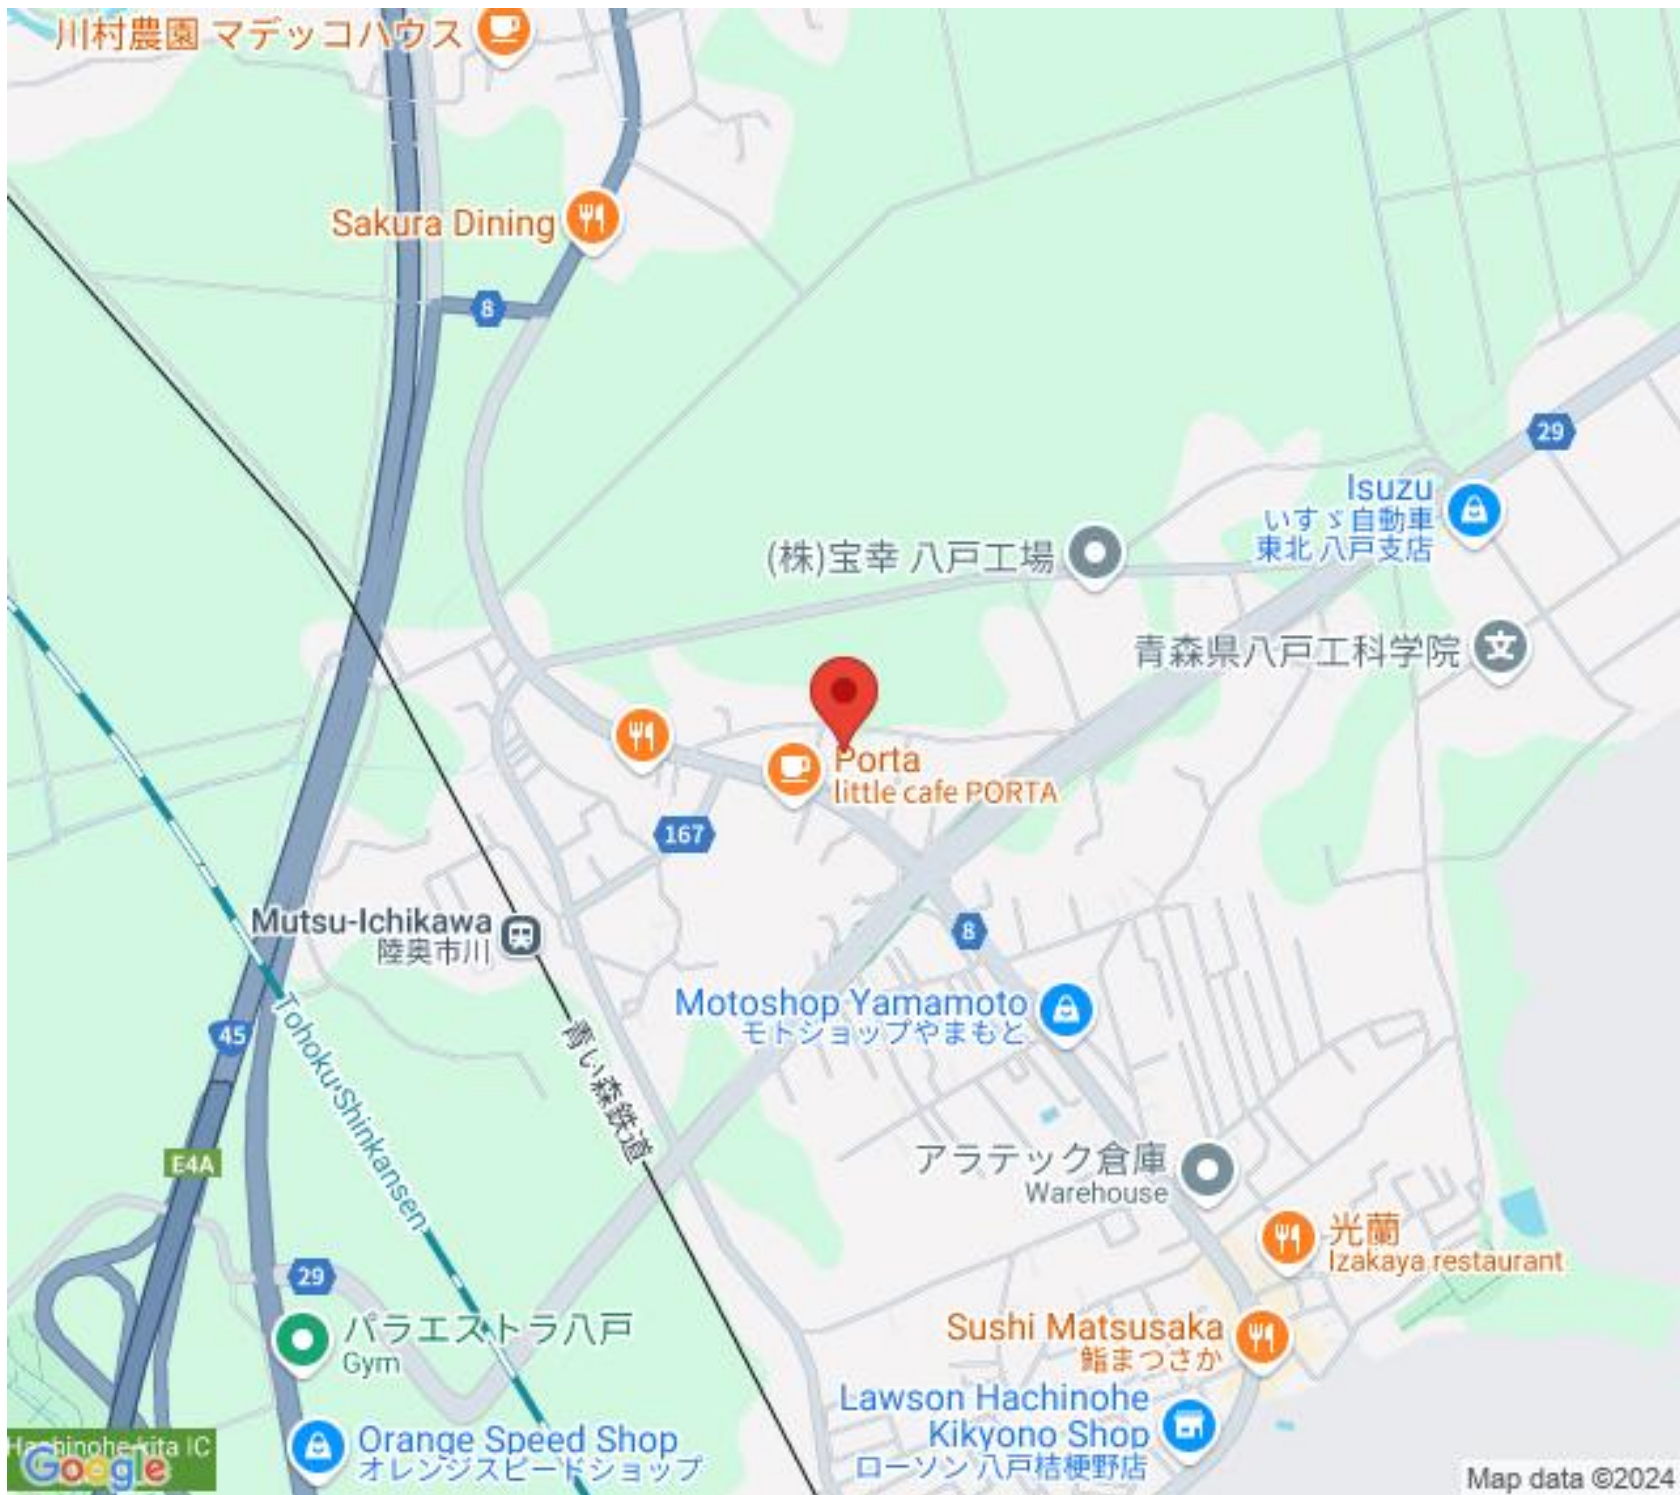 川村農園 マデッコハウス
Sakura Dining
8
29
Isuzu
いすゞ自動車
東北 八戸支店
(株)宝幸 八戸工場
青森県八戸工科学院
Porta
little cafe PORTA
167
Mutsu-Ichikawa
陸奥市川
8
Motoshop Yamamoto
モトショップやまもと
45
Tohoku Shinkansen
青い森鉄道
E4A
アラテック倉庫
Warehouse
光蘭
Izakaya restaurant
29
パラエストラ八戸
Gym
Sushi Matsusaka
鮨まつさか
Lawson Hachinohe
Kikyono Shop
ローソン 八戸桔梗野店
Orange Speed Shop
オレンジスピードショップ
Hachinohe-kita IC
Google
Map data ©2024